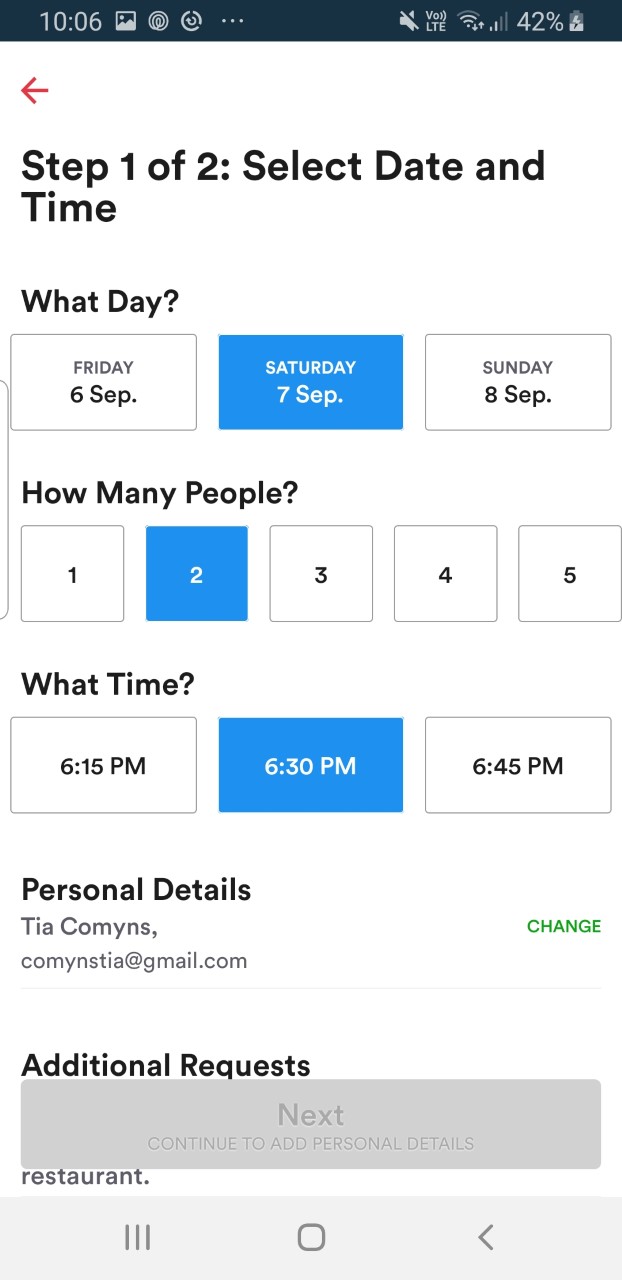 10:06 ... Vo)) LTE 42%
Step 1 of 2: Select Date and
Time
What Day?
FRIDAY SATURDAY SUNDAY
6 Sep. 7 Sep. 8 Sep.
How Many People?
1 2 3 4 5
What Time?
6:15 PM 6:30 PM 6:45 PM
Personal Details
Tia Comyns, CHANGE
comynstia@gmail.com
Additional Requests
Next
CONTINUE TO ADD PERSONAL DETAILS
restaurant.